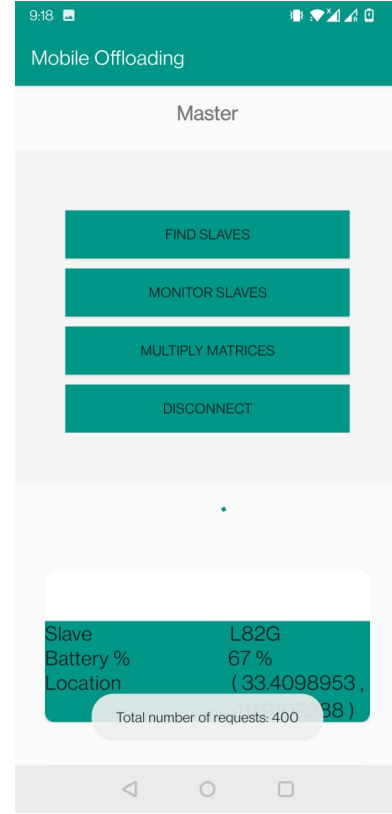 9:18
Mobile Offloading
Master
FIND SLAVES
MONITOR SLAVES
MULTIPLY MATRICES
DISCONNECT
Slave L82G
Battery % 67 %
Location ( 33.4098953 ,
88 )
Total number of requests: 400